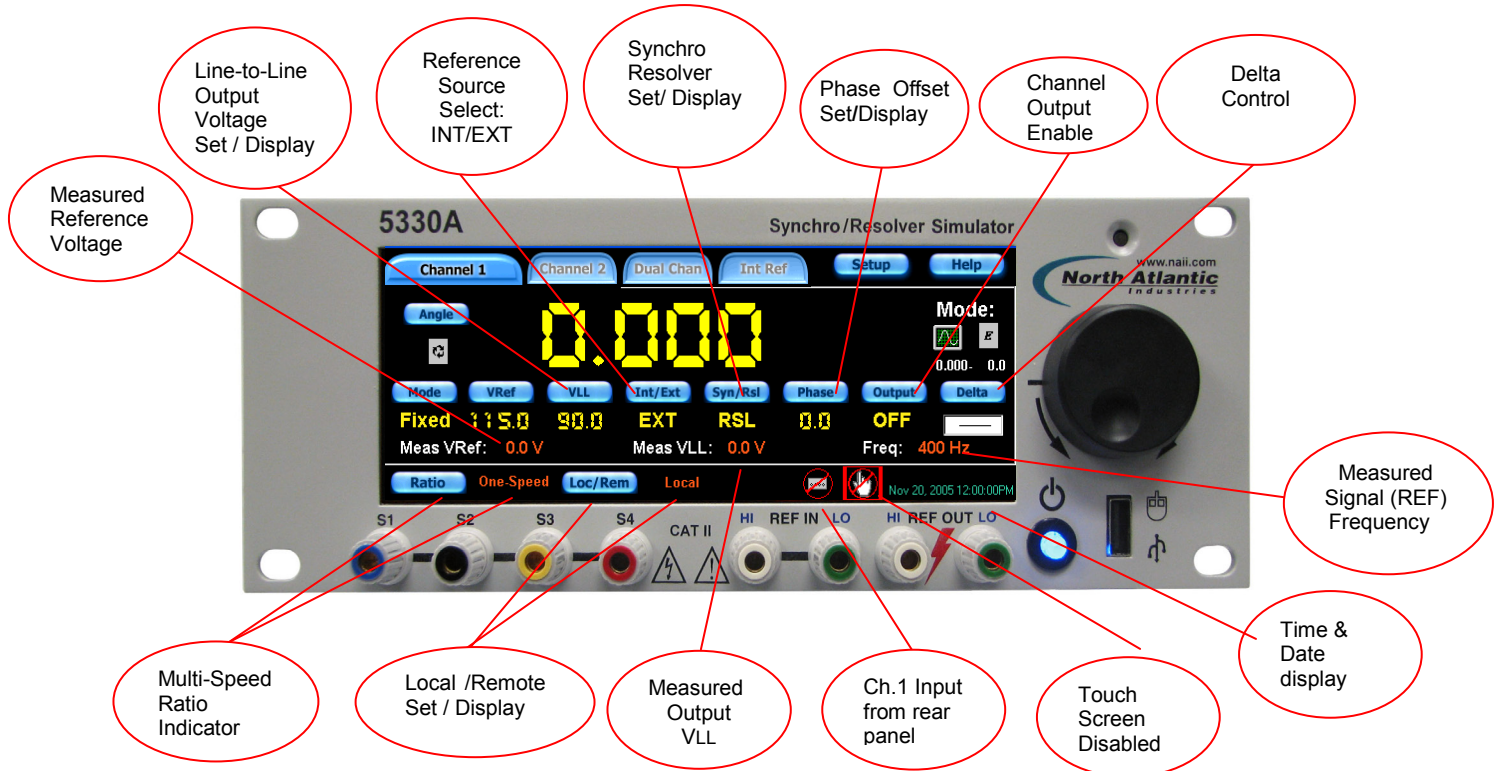 Line-to-Line
Output
Voltage
Set / Display
Reference
Source
Select:
INT/EXT
Synchro
Resolver
Set/ Display
Phase Offset
Set/Display
Channel
Output
Enable
Delta
Control
Measured
Reference
Voltage
5330A
Synchro/Resolver Simulator
Channel 1
Channel 2
Dual Chan
Int Ref
Setup
Help
www.naii.com
North Atlantic
Industries
Angle
0.000
Mode:
E
0.000- 0.0
Mode
VRef
VLL
Int/Ext
Syn/Rsl
Phase
Output
Delta
Fixed
115.0
90.0
EXT
RSL
0.0
OFF
Meas VRef: 0.0 V
Meas VLL: 0.0 V
Freq: 400 Hz
Ratio
One-Speed
Loc/Rem
Local
Nov 20, 2005 12:00:00PM
S1
S2
S3
S4
CAT II
HI REF IN LO
HI REF OUT LO
Measured
Signal (REF)
Frequency
Multi-Speed
Ratio
Indicator
Local /Remote
Set / Display
Measured
Output
VLL
Ch.1 Input
from rear
panel
Touch
Screen
Disabled
Time &
Date
display